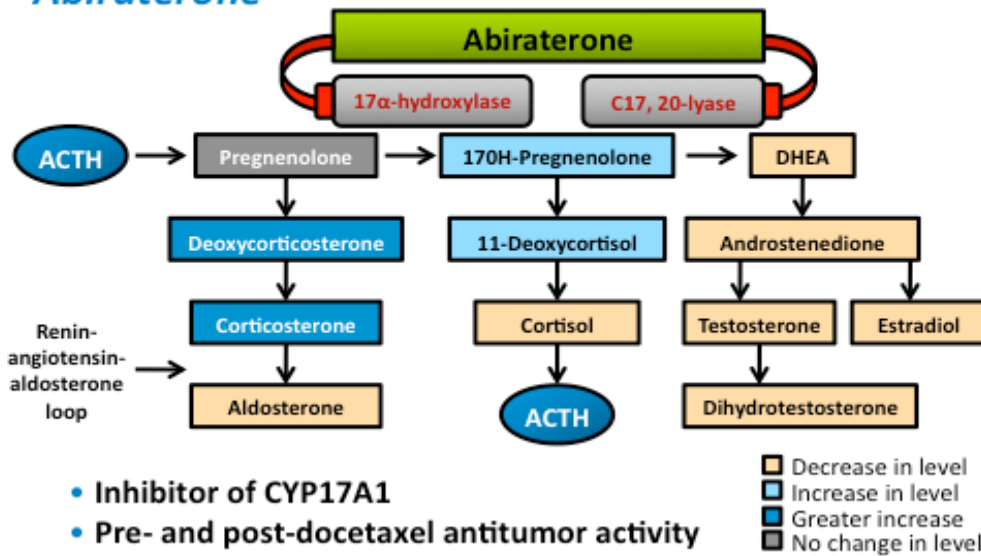 Abiraterone
Abiraterone
17α-hydroxylase
C17, 20-lyase
ACTH
Pregnenolone
170H-Pregnenolone
DHEA
Deoxycorticosterone
11-Deoxycortisol
Androstenedione
Corticosterone
Cortisol
Testosterone
Estradiol
Renin-
angiotensin-
aldosterone
loop
Aldosterone
ACTH
Dihydrotestosterone
• Inhibitor of CYP17A1
• Pre- and post-docetaxel antitumor activity
Decrease in level
Increase in level
Greater increase
No change in level